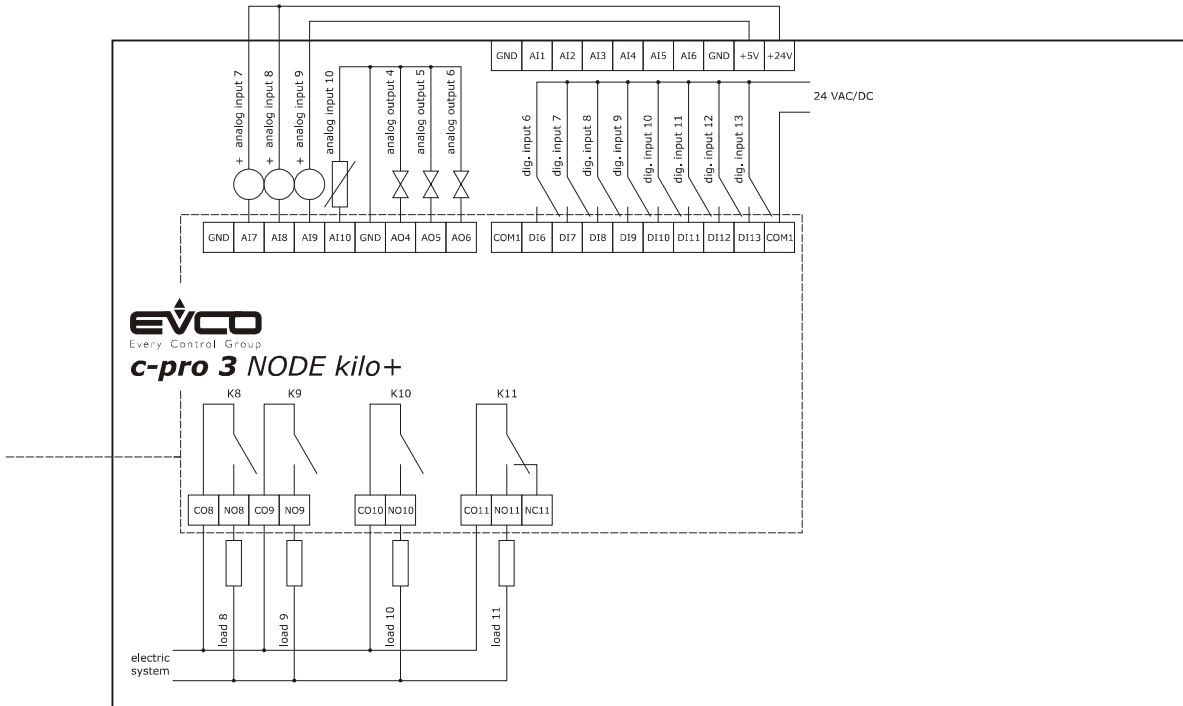 GND AI1 AI2 AI3 AI4 AI5 AI6 GND +5V +24V
24 VAC/DC
+ analog input 7
+ analog input 8
+ analog input 9
analog input 10
analog output 4
analog output 5
analog output 6
dig. input 6
dig. input 7
dig. input 8
dig. input 9
dig. input 10
dig. input 11
dig. input 12
dig. input 13
GND AI7 AI8 AI9 AI10 GND AO4 AO5 AO6
COM1 DI6 DI7 DI8 DI9 DI10 DI11 DI12 DI13 COM1
EVCO
Every Control Group
c-pro 3 NODE kilo+
K8 K9 K10 K11
CO8 NO8 CO9 NO9 CO10 NO10 CO11 NO11 NC11
load 8
load 9
load 10
load 11
electric
system